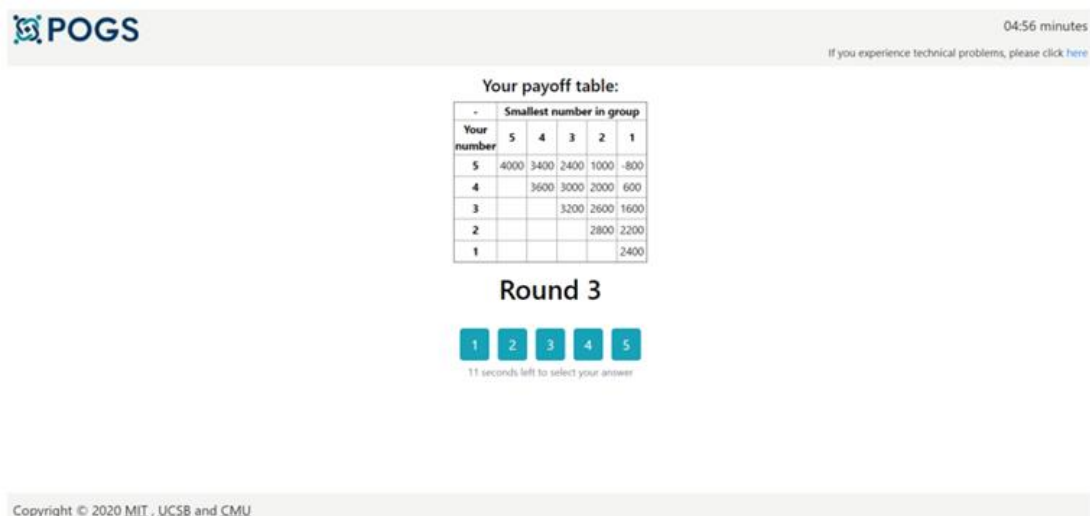 POGS
04:56 minutes
If you experience technical problems, please click here
Your payoff table:
- Smallest number in group
Your number 5 4 3 2 1
5 4000 3400 2400 1000 -800
4 3600 3000 2000 600
3 3200 2600 1600
2 2800 2200
1 2400
Round 3
1 2 3 4 5
11 seconds left to select your answer
Copyright © 2020 MIT , UCSB and CMU